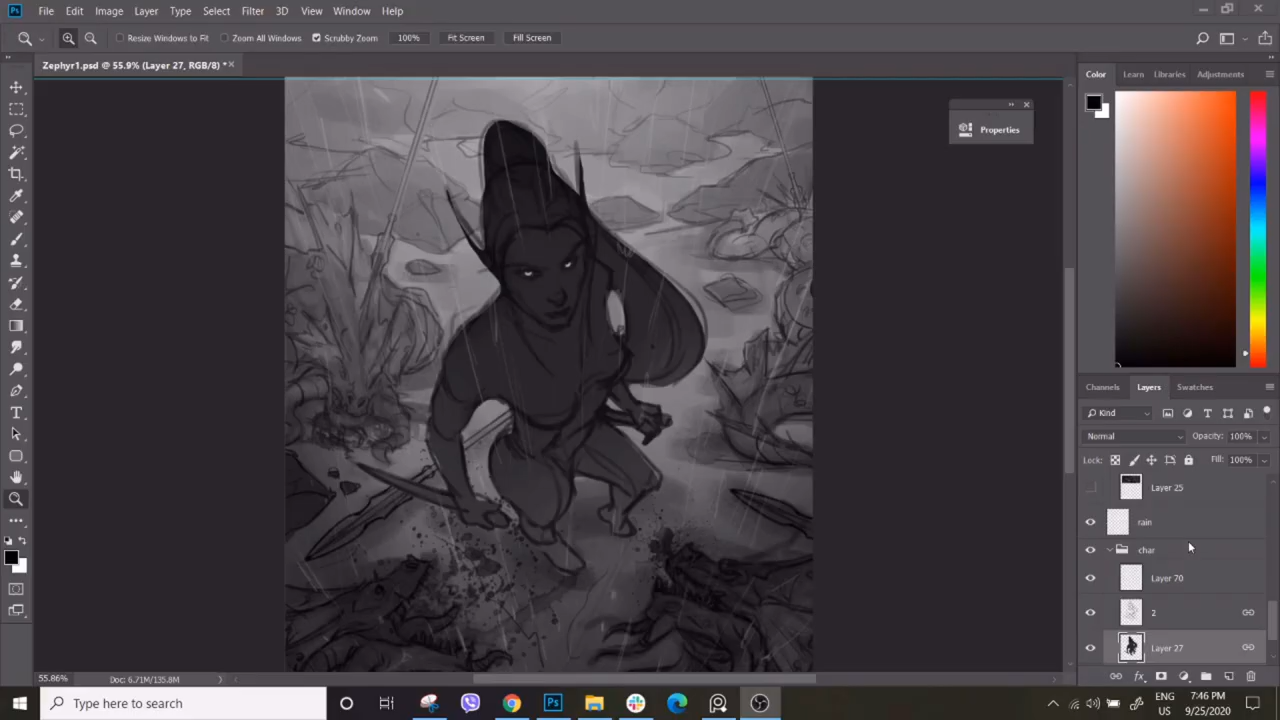 Ps File Edit Image Layer Type Select Filter 3D View Window Help
Resize Windows to Fit Zoom All Windows Scrubby Zoom 100% Fit Screen Fill Screen
Zephyr1.psd @ 55.9% (Layer 27, RGB/8) *
Color Learn Libraries Adjustments
Properties
Channels Layers Swatches
Kind
Normal Opacity: 100%
Lock: Fill: 100%
Layer 25
rain
char
Layer 70
2
Layer 27
fx
55.86% Doc: 6.71M/135.8M
Type here to search
Ps
ENG
US
7:46 PM
9/25/2020